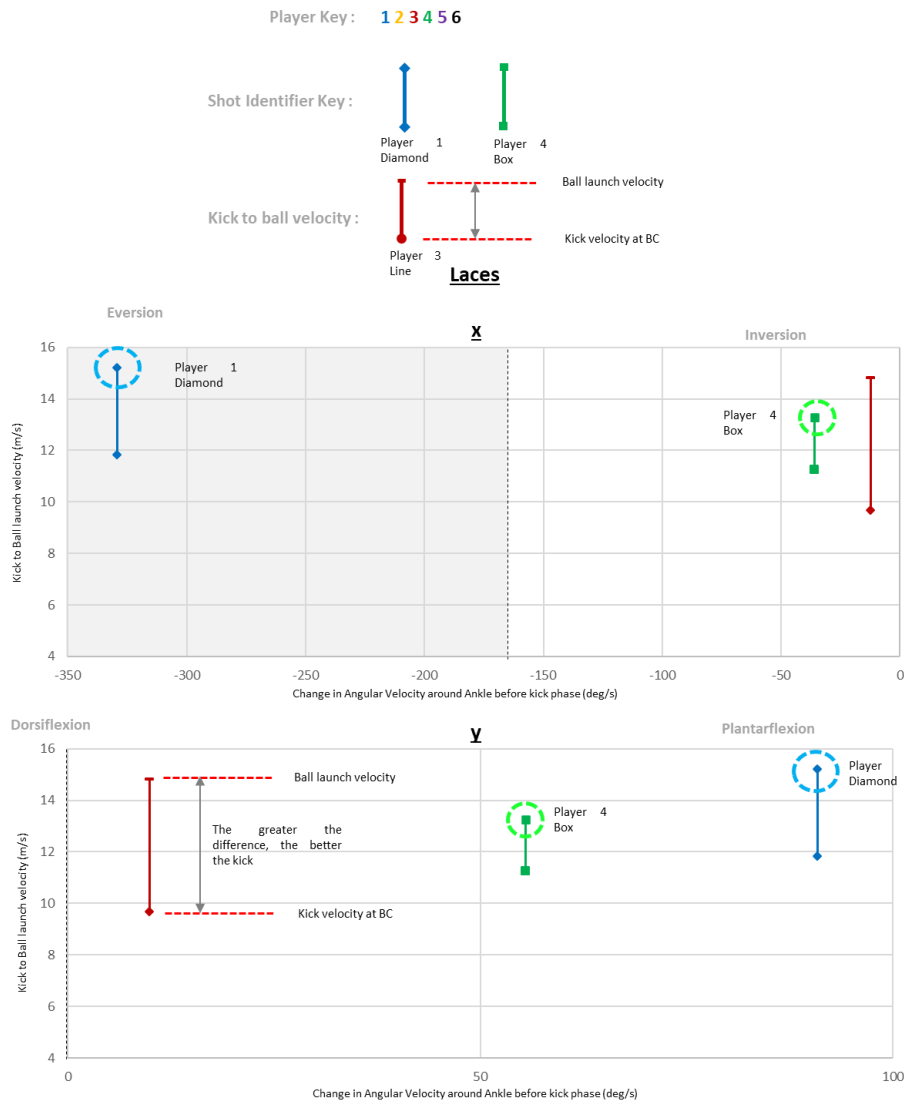 Player Key : 1 2 3 4 5 6
Shot Identifier Key :
Player 1
Diamond
Player 4
Box
Kick to ball velocity :
Ball launch velocity
Kick velocity at BC
Player 3
Line
Laces
Eversion
x
Inversion
Kick to Ball launch velocity (m/s)
16
14
12
10
8
6
4
Player 1
Diamond
Player 4
Box
-350 -300 -250 -200 -150 -100 -50 0
Change in Angular Velocity around Ankle before kick phase (deg/s)
Dorsiflexion
y
Plantarflexion
Kick to Ball launch velocity (m/s)
16
14
12
10
8
6
4
Ball launch velocity
The greater the
difference, the better
the kick
Kick velocity at BC
Player 4
Box
Player
Diamond
0 50 100
Change in Angular Velocity around Ankle before kick phase (deg/s)